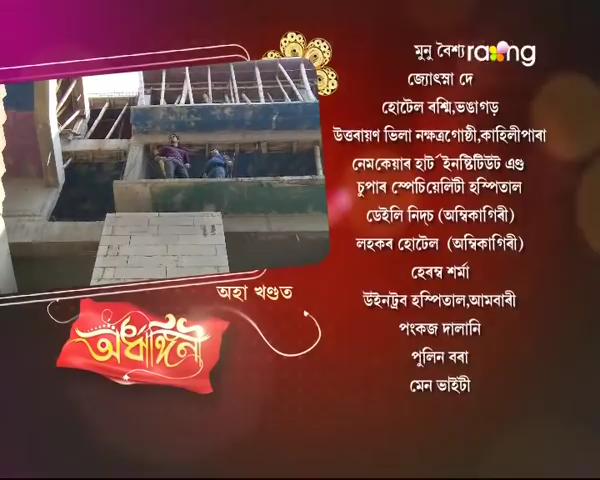 মুনু বৈশ্য
rang
জ্যোৎস্না দে
হোটেল ৰশ্মি,ভঙাগড়
উত্তৰায়ণ ভিলা নক্ষত্ৰগোষ্ঠী,কাহিলীপাৰা
নেমকেয়াৰ হাৰ্ট ইনষ্টিটিউট এণ্ড
চুপাৰ স্পেচিয়েলিটী হস্পিতাল
ডেইলি নিদ্চ (অম্বিকাগিৰী)
লহকৰ হোটেল (অম্বিকাগিৰী)
হেৰম্ব শৰ্মা
উইনট্ৰব হস্পিতাল,আমবাৰী
পংকজ দালানি
পুলিন বৰা
মেন ভাইটী
অহা খণ্ডত
অৰ্ধাঙ্গিনী